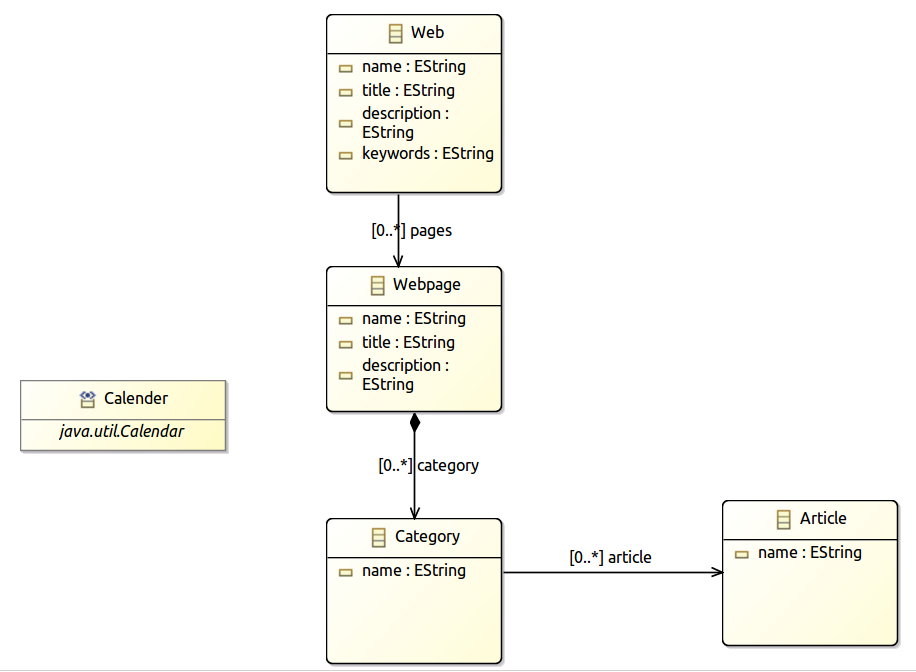 Web
name : EString
title : EString
description :
EString
keywords : EString
[0..*] pages
Webpage
name : EString
title : EString
description :
EString
Calender
java.util.Calendar
[0..*] category
Category
name : EString
[0..*] article
Article
name : EString